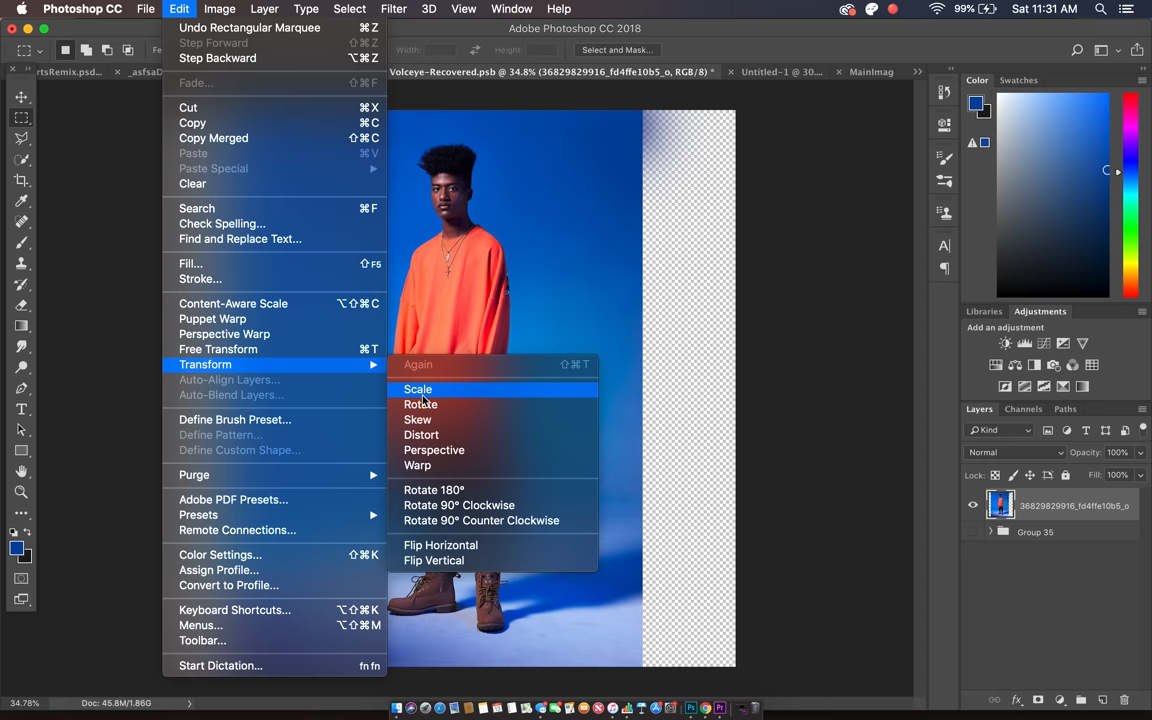 Photoshop CC File Edit Image Layer Type Select Filter 3D View Window Help 99% Sat 11:31 AM
Adobe Photoshop CC 2018
Width: Height: Select and Mask...
rtsRemix.psd... Volceye-Recovered.psb @ 34.8% (36829829916_fd4ffe10b5_o, RGB/8) * Untitled-1 @ 30.... MainImag
Undo Rectangular Marquee ⌘Z
Step Forward ⇧⌘Z
Step Backward ⌥⌘Z
Fade... ⇧⌘F
Cut ⌘X
Copy ⌘C
Copy Merged ⇧⌘C
Paste ⌘V
Paste Special
Clear
Search ⌘F
Check Spelling...
Find and Replace Text...
Fill... ⇧F5
Stroke...
Content-Aware Scale ⌥⇧⌘C
Puppet Warp
Perspective Warp
Free Transform ⌘T
Transform
Auto-Align Layers...
Auto-Blend Layers...
Define Brush Preset...
Define Pattern...
Define Custom Shape...
Purge
Adobe PDF Presets...
Presets
Remote Connections...
Color Settings... ⇧⌘K
Assign Profile...
Convert to Profile...
Keyboard Shortcuts... ⌥⇧⌘K
Menus... ⌥⇧⌘M
Toolbar...
Start Dictation... fn fn
Again ⇧⌘T
Scale
Rotate
Skew
Distort
Perspective
Warp
Rotate 180°
Rotate 90° Clockwise
Rotate 90° Counter Clockwise
Flip Horizontal
Flip Vertical
Color Swatches
Libraries Adjustments
Add an adjustment
Layers Channels Paths
Kind
Normal Opacity: 100%
Lock: Fill: 100%
36829829916_fd4ffe10b5_o
Group 35
34.78% Doc: 45.8M/1.86G